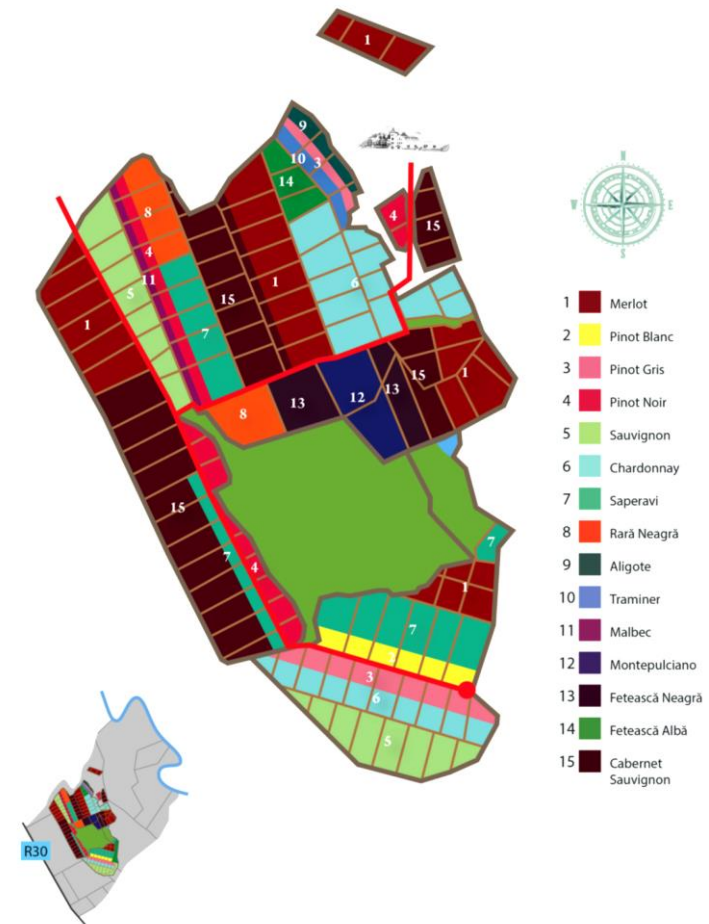 1
9
10
3
14
8
4
15
4
11
5
6
1
15
1
7
15
13
1
8
13
12
15
7
7
4
1
7
2
3
6
5
N
W
E
S
1 Merlot
2 Pinot Blanc
3 Pinot Gris
4 Pinot Noir
5 Sauvignon
6 Chardonnay
7 Saperavi
8 Rară Neagră
9 Aligote
10 Traminer
11 Malbec
12 Montepulciano
13 Fetească Neagră
14 Fetească Albă
15 Cabernet
Sauvignon
R30